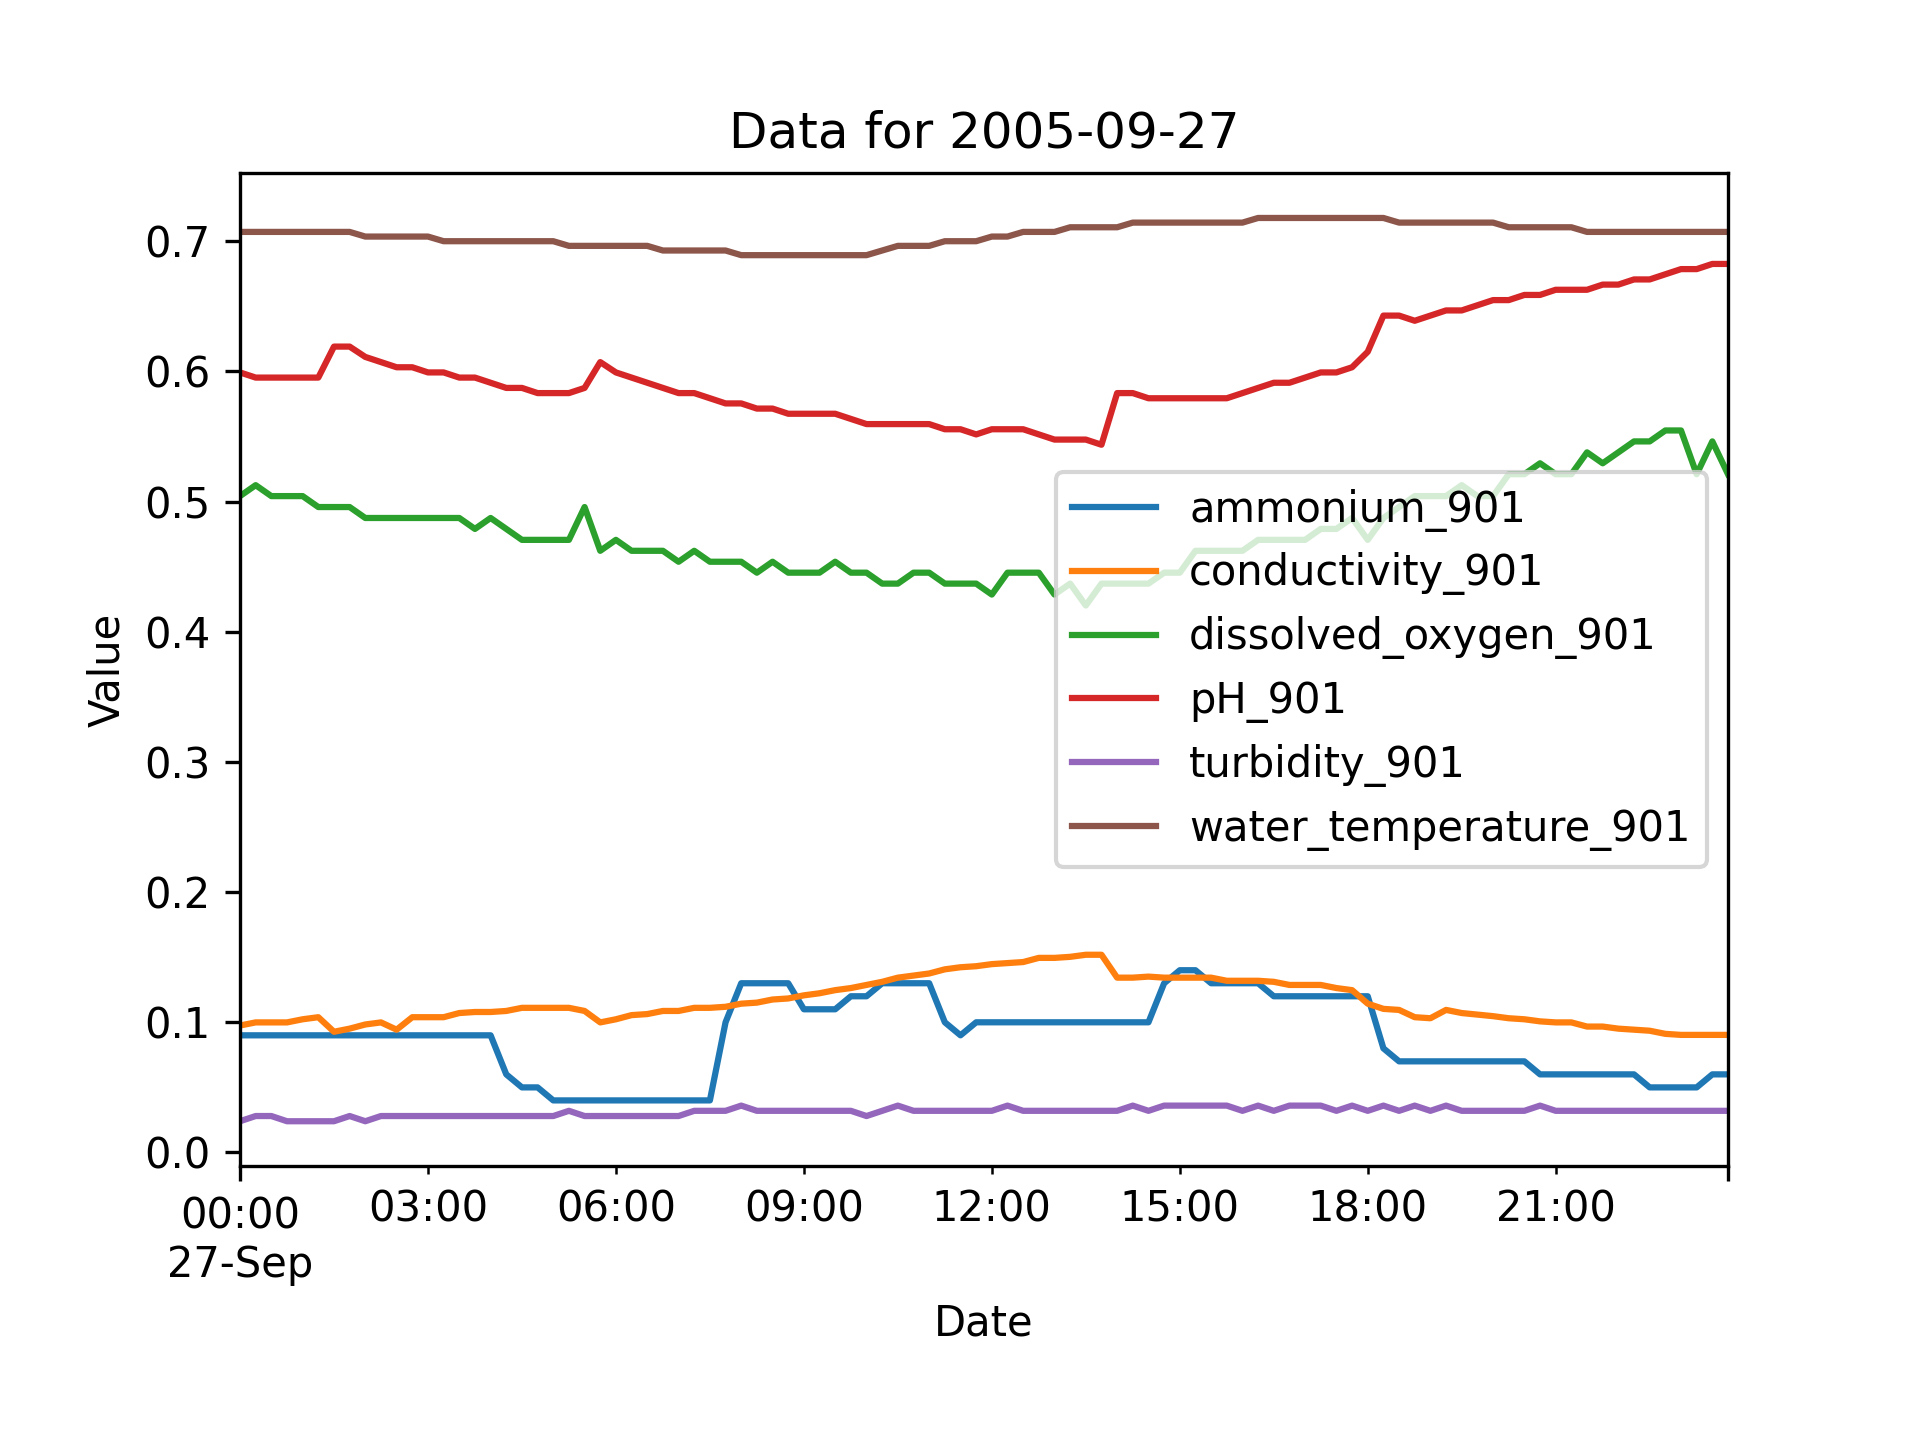 Data for 2005-09-27
Value
0.7
0.6
0.5
0.4
0.3
0.2
0.1
0.0
ammonium_901
conductivity_901
dissolved_oxygen_901
pH_901
turbidity_901
water_temperature_901
00:00 03:00 06:00 09:00 12:00 15:00 18:00 21:00
27-Sep
Date